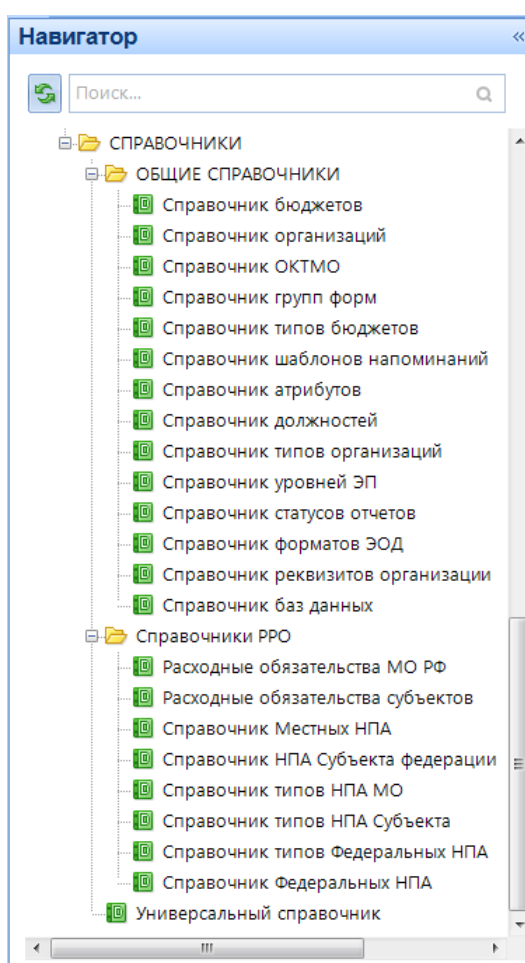 Навигатор «
Поиск...
СПРАВОЧНИКИ
ОБЩИЕ СПРАВОЧНИКИ
Справочник бюджетов
Справочник организаций
Справочник ОКТМО
Справочник групп форм
Справочник типов бюджетов
Справочник шаблонов напоминаний
Справочник атрибутов
Справочник должностей
Справочник типов организаций
Справочник уровней ЭП
Справочник статусов отчетов
Справочник форматов ЭОД
Справочник реквизитов организации
Справочник баз данных
Справочники РРО
Расходные обязательства МО РФ
Расходные обязательства субъектов
Справочник Местных НПА
Справочник НПА Субъекта федерации
Справочник типов НПА МО
Справочник типов НПА Субъекта
Справочник типов Федеральных НПА
Справочник Федеральных НПА
Универсальный справочник